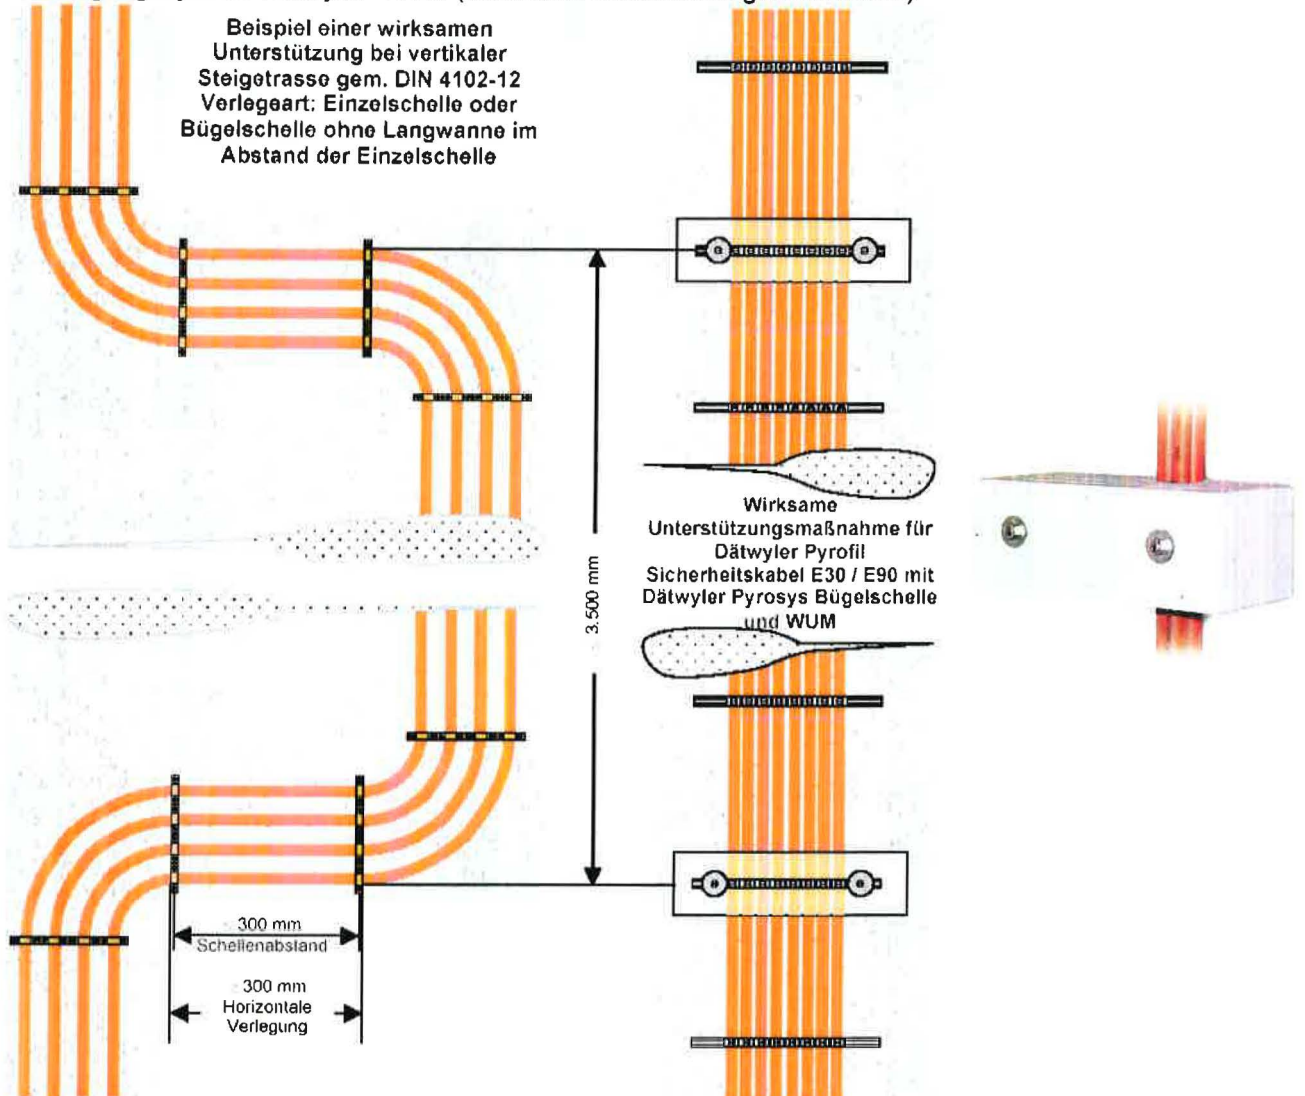 Beispiel einer wirksamen
Unterstützung bei vertikaler
Steigetrasse gem. DIN 4102-12
Verlegeart: Einzelschelle oder
Bügelschelle ohne Langwanne im
Abstand der Einzelschelle
3.500 mm
Wirksame
Unterstützungsmaßnahme für
Dätwyler Pyrofil
Sicherheitskabel E30 / E90 mit
Dätwyler Pyrosys Bügelschelle
und WUM
300 mm
Schellenabstand
300 mm
Horizontale
Verlegung